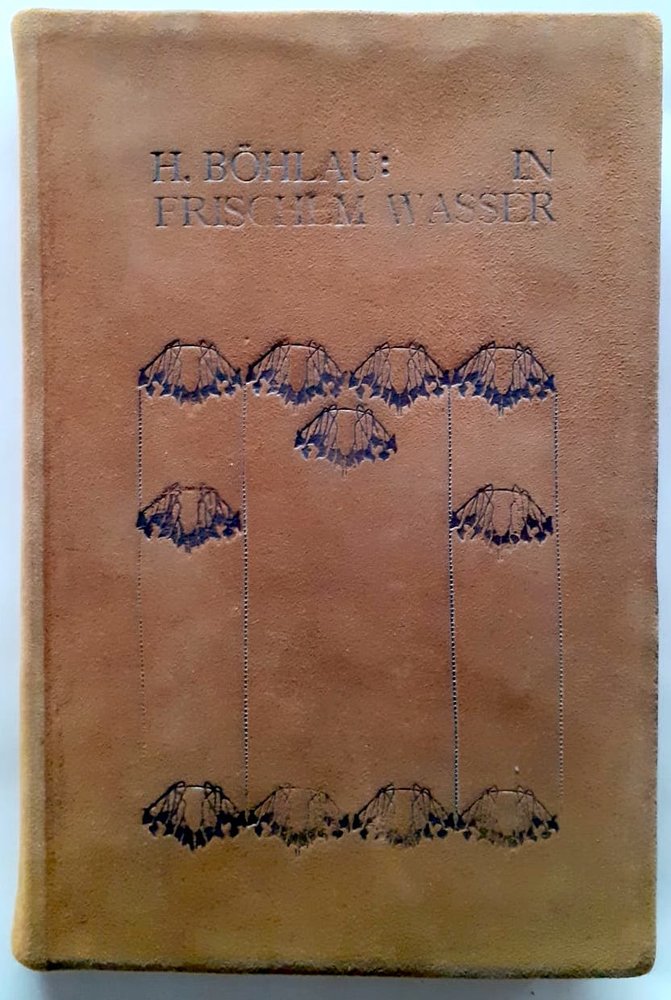 H. BÖHLAU: IN
FRISCHEM WASSER